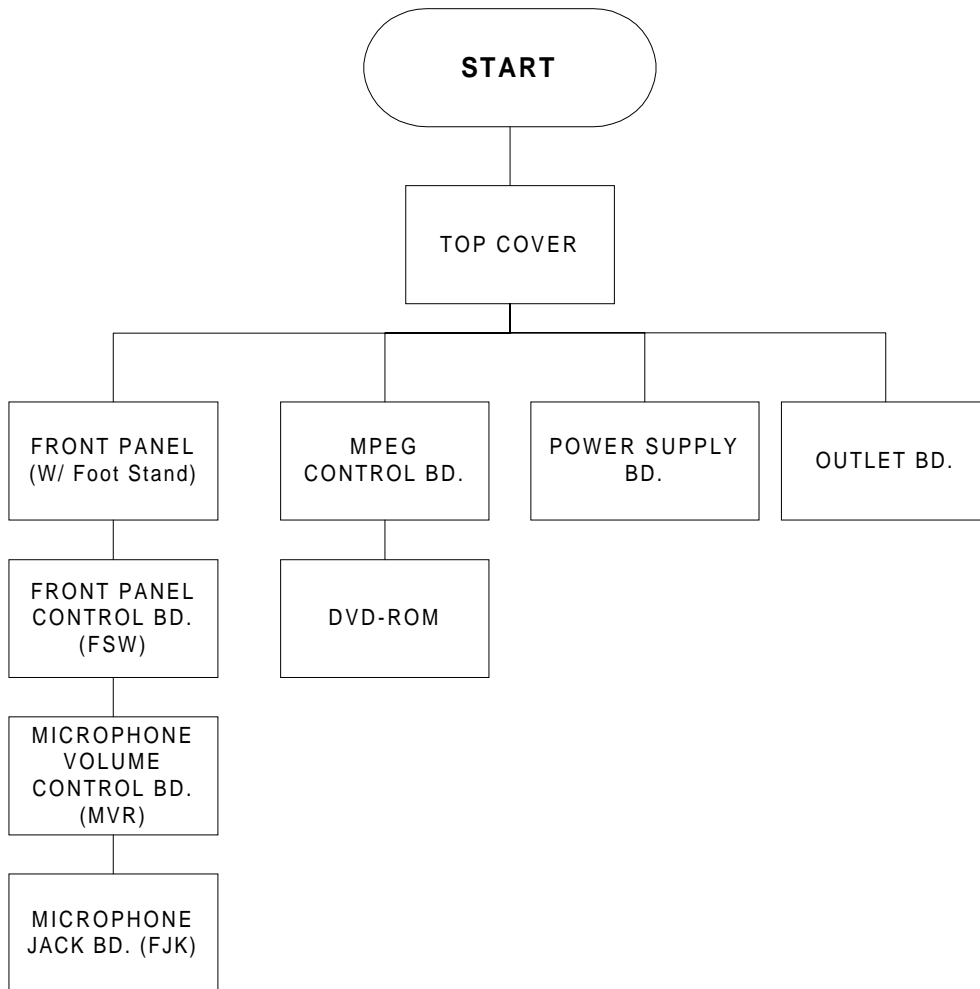 START
TOP COVER
FRONT PANEL
(W/ Foot Stand)
MPEG
CONTROL BD.
POWER SUPPLY
BD.
OUTLET BD.
FRONT PANEL
CONTROL BD.
(FSW)
DVD-ROM
MICROPHONE
VOLUME
CONTROL BD.
(MVR)
MICROPHONE
JACK BD. (FJK)